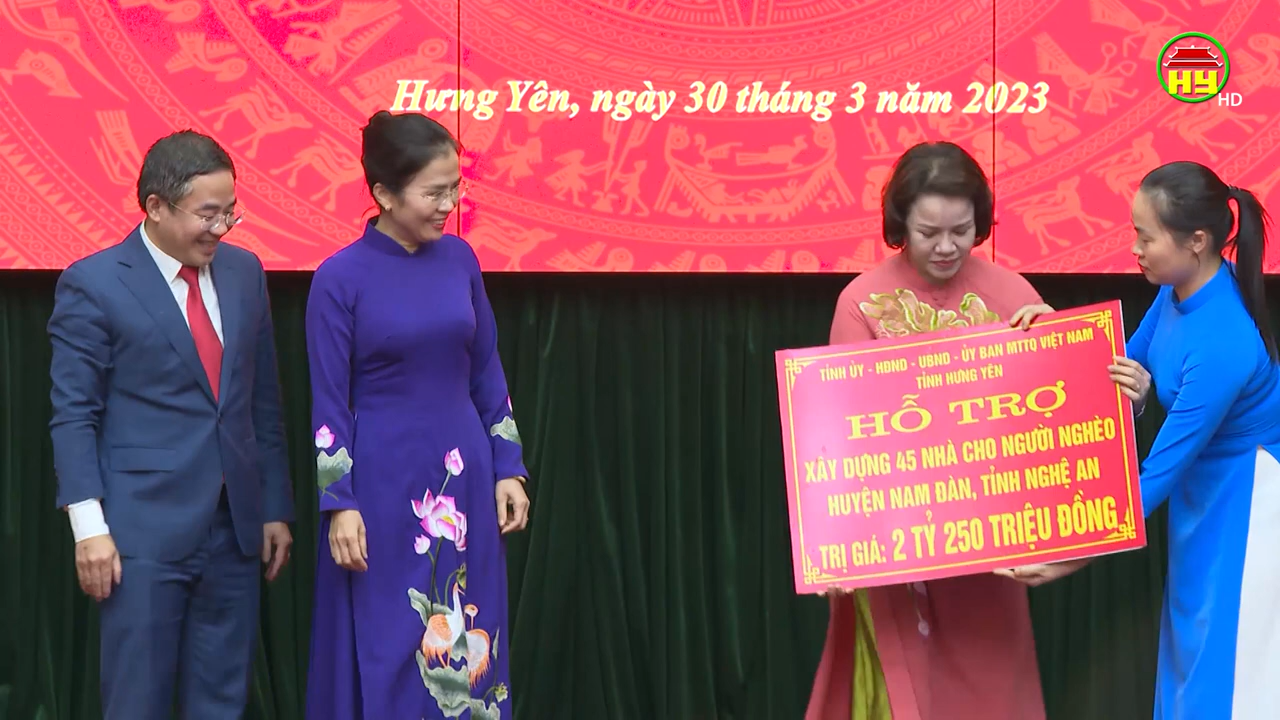 Hưng Yên, ngày 30 tháng 3 năm 2023
HY
HD
TỈNH ỦY - HĐND - UBND - ỦY BAN MTTQ VIỆT NAM
TỈNH HƯNG YÊN
HỖ TRỢ
XÂY DỰNG 45 NHÀ CHO NGƯỜI NGHÈO
HUYỆN NAM ĐÀN, TỈNH NGHỆ AN
TRỊ GIÁ: 2 TỶ 250 TRIỆU ĐỒNG